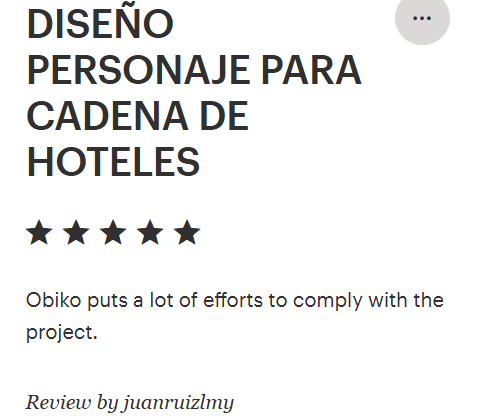 DISEÑO
PERSONAJE PARA
CADENA DE
HOTELES
Obiko puts a lot of efforts to comply with the
project.
Review by juanruizlmy